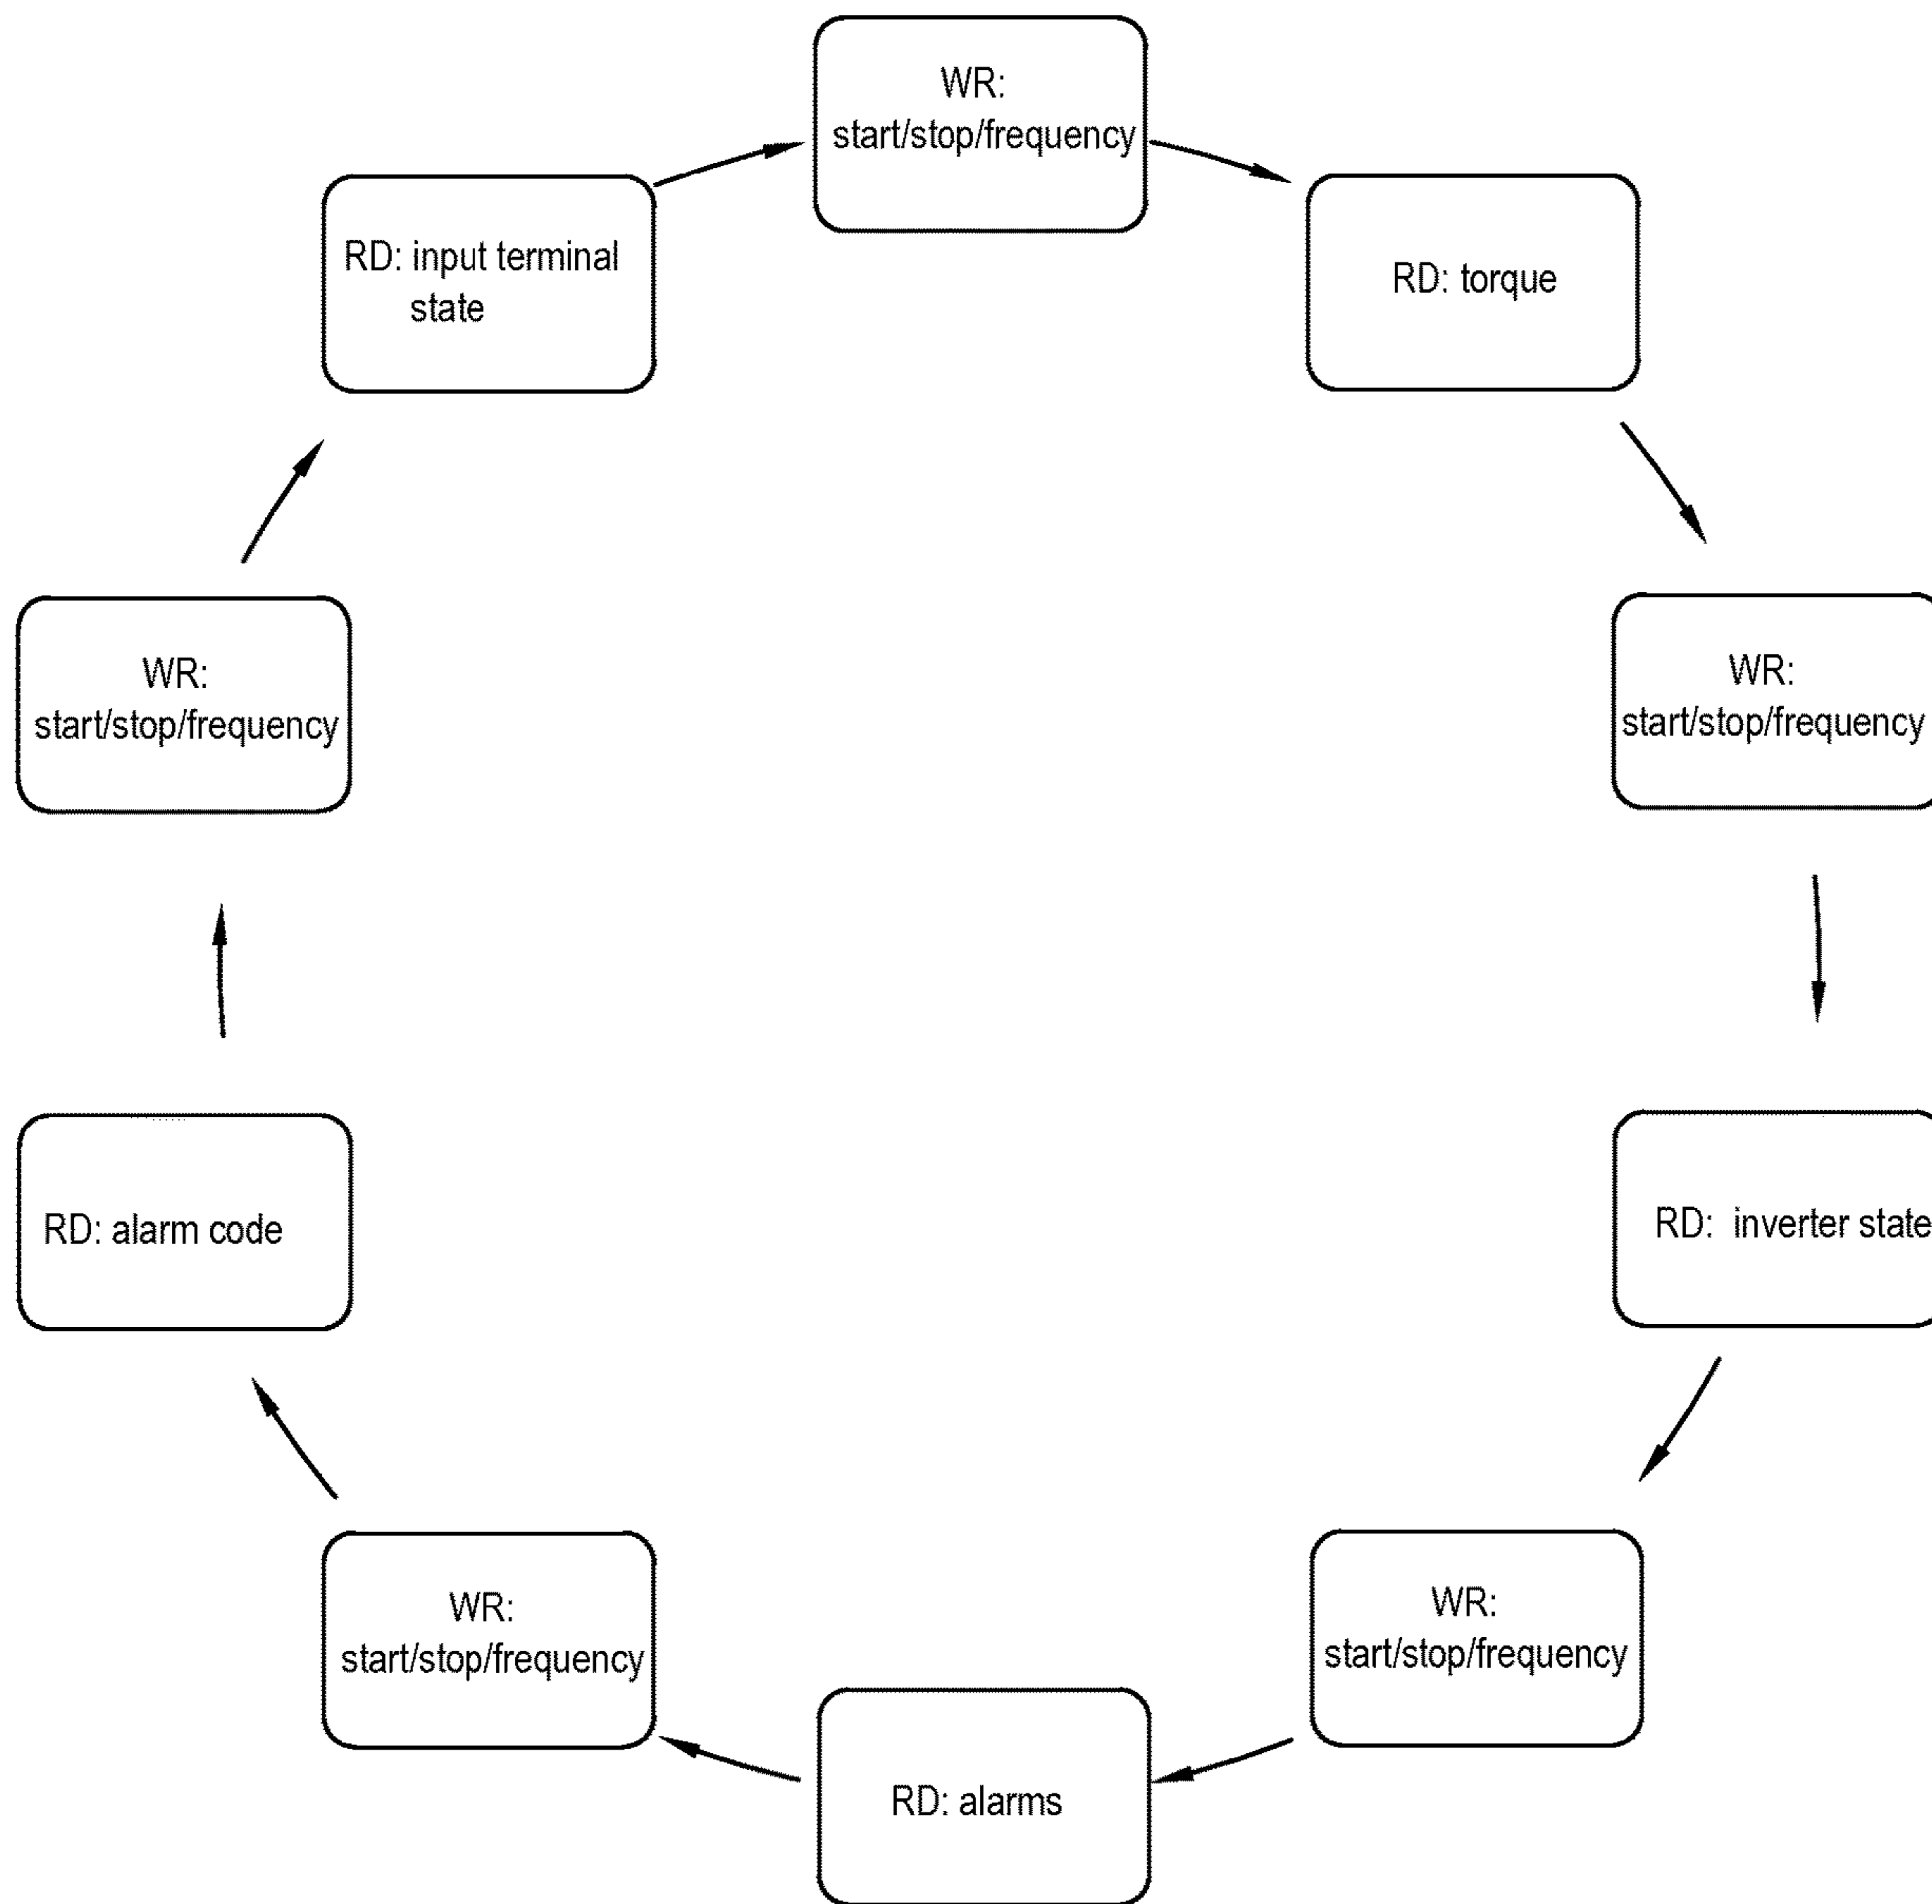 WR:
start/stop/frequency
RD: torque
WR:
start/stop/frequency
RD: inverter state
WR:
start/stop/frequency
RD: alarms
WR:
start/stop/frequency
RD: alarm code
WR:
start/stop/frequency
RD: input terminal
state